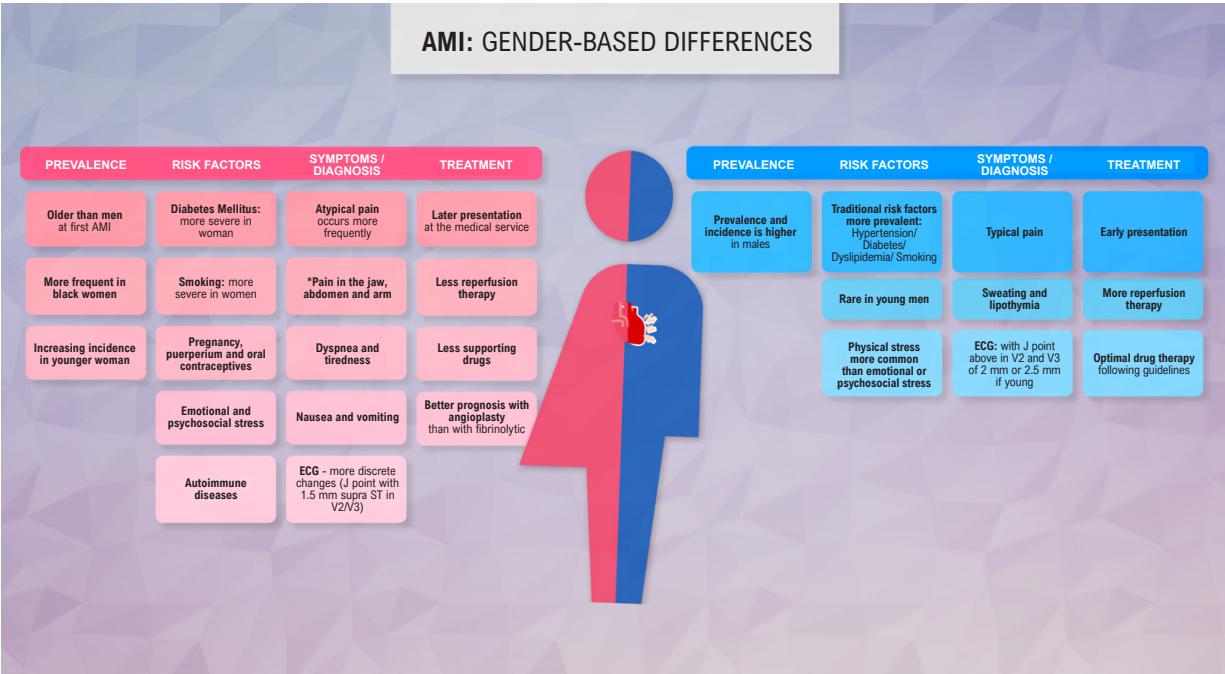 AMI: GENDER-BASED DIFFERENCES
PREVALENCE
Older than men
at first AMI
More frequent in
black women
Increasing incidence
in younger woman
RISK FACTORS
Diabetes Mellitus:
more severe in
woman
Smoking: more
severe in women
Pregnancy,
puerperium and oral
contraceptives
Emotional and
psychosocial stress
Autoimmune
diseases
SYMPTOMS /
DIAGNOSIS
Atypical pain
occurs more
frequently
*Pain in the jaw,
abdomen and arm
Dyspnea and
tiredness
Nausea and vomiting
ECG - more discrete
changes (J point with
1.5 mm supra ST in
V2/V3)
TREATMENT
Later presentation
at the medical service
Less reperfusion
therapy
Less supporting
drugs
Better prognosis with
angioplasty
than with fibrinolytic
PREVALENCE
Prevalence and
incidence is higher
in males
RISK FACTORS
Traditional risk factors
more prevalent:
Hypertension/
Diabetes/
Dyslipidemia/ Smoking
Rare in young men
Physical stress
more common
than emotional or
psychosocial stress
SYMPTOMS /
DIAGNOSIS
Typical pain
Sweating and
lipothymia
ECG: with J point
above in V2 and V3
of 2 mm or 2.5 mm
if young
TREATMENT
Early presentation
More reperfusion
therapy
Optimal drug therapy
following guidelines